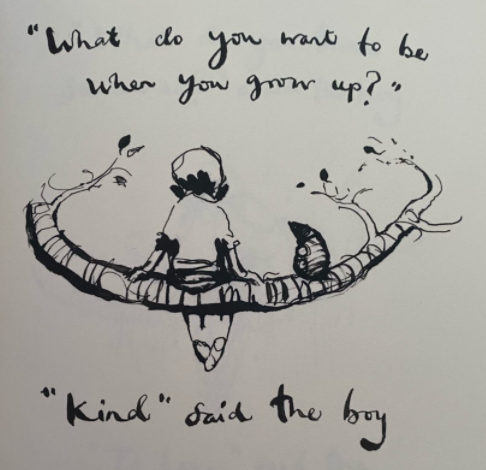 "What do you want to be
when you grow up?"
"Kind" said the boy